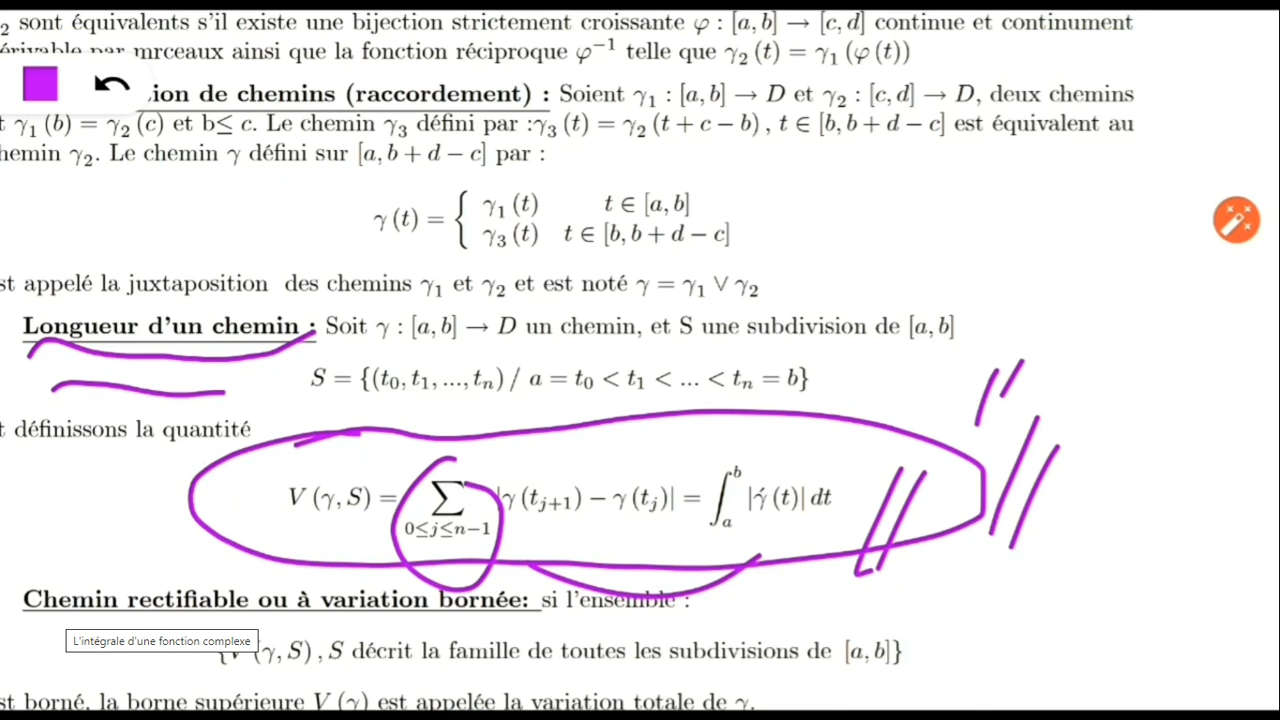 ₂ sont équivalents s'il existe une bijection strictement croissante φ : [a, b] → [c, d] continue et continument
mrceaux ainsi que la fonction réciproque φ⁻¹ telle que γ₂ (t) = γ₁ (φ (t))
ion de chemins (raccordement) : Soient γ₁ : [a, b] → D et γ₂ : [c, d] → D, deux chemins
t γ₁ (b) = γ₂ (c) et b≤ c. Le chemin γ₃ défini par :γ₃ (t) = γ₂ (t + c − b) , t ∈ [b, b + d − c] est équivalent au
hemin γ₂. Le chemin γ défini sur [a, b + d − c] par :
γ (t) = { γ₁ (t) t ∈ [a, b]
γ₃ (t) t ∈ [b, b + d − c]
st appelé la juxtaposition des chemins γ₁ et γ₂ et est noté γ = γ₁ ∨ γ₂
Longueur d'un chemin : Soit γ : [a, b] → D un chemin, et S une subdivision de [a, b]
S = {(t₀, t₁, ..., tₙ) / a = t₀ < t₁ < ... < tₙ = b}
t définissons la quantité
V (γ, S) = ∑ 0≤j≤n−1 |γ (tⱼ₊₁) − γ (tⱼ)| = ∫ₐᵇ |γ́ (t)| dt
Chemin rectifiable ou à variation bornée: si l'ensemble :
L'intégrale d'une fonction complexe
{V (γ, S) , S décrit la famille de toutes les subdivisions de [a, b]}
st borné, la borne supérieure V (γ) est appelée la variation totale de γ.